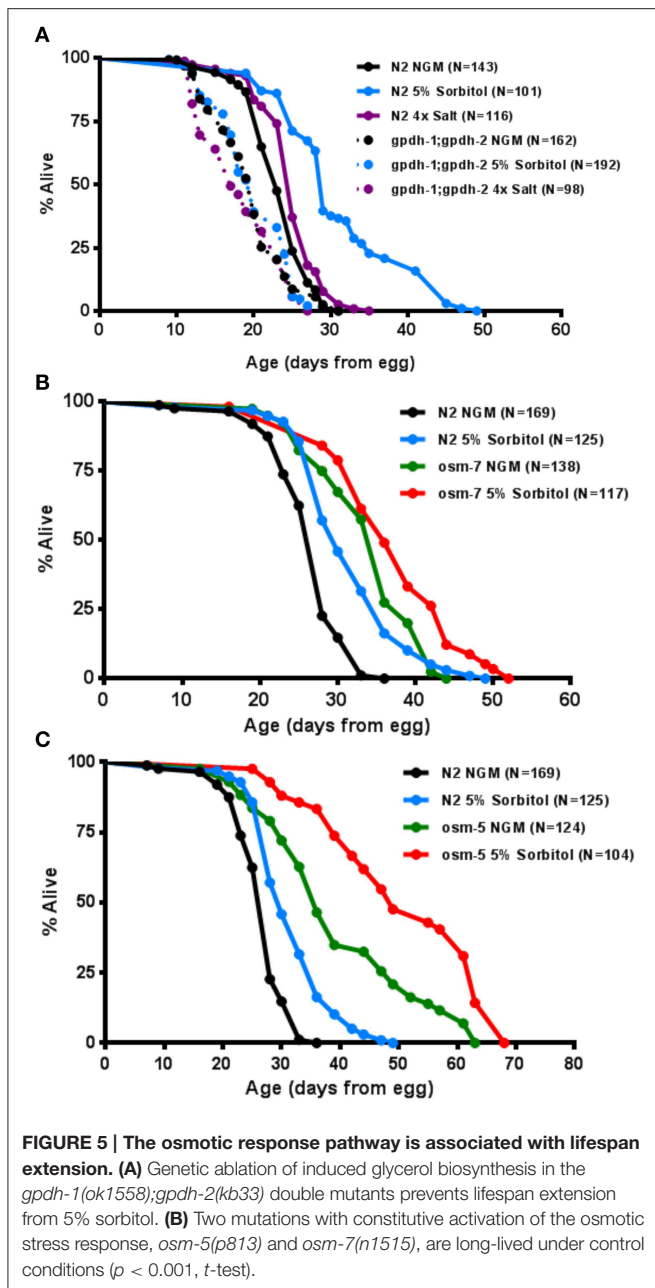 A
100
75
50
25
0
% Alive
N2 NGM (N=143)
N2 5% Sorbitol (N=101)
N2 4x Salt (N=116)
gpdh-1;gpdh-2 NGM (N=162)
gpdh-1;gpdh-2 5% Sorbitol (N=192)
gpdh-1;gpdh-2 4x Salt (N=98)
0 10 20 30 40 50 60
Age (days from egg)
B
100
75
50
25
0
% Alive
N2 NGM (N=169)
N2 5% Sorbitol (N=125)
osm-7 NGM (N=138)
osm-7 5% Sorbitol (N=117)
0 10 20 30 40 50 60
Age (days from egg)
C
100
75
50
25
0
% Alive
N2 NGM (N=169)
N2 5% Sorbitol (N=125)
osm-5 NGM (N=124)
osm-5 5% Sorbitol (N=104)
0 10 20 30 40 50 60 70 80
Age (days from egg)
FIGURE 5 | The osmotic response pathway is associated with lifespan
extension. (A) Genetic ablation of induced glycerol biosynthesis in the
gpdh-1(ok1558);gpdh-2(kb33) double mutants prevents lifespan extension
from 5% sorbitol. (B) Two mutations with constitutive activation of the osmotic
stress response, osm-5(p813) and osm-7(n1515), are long-lived under control
conditions (p < 0.001, t-test).